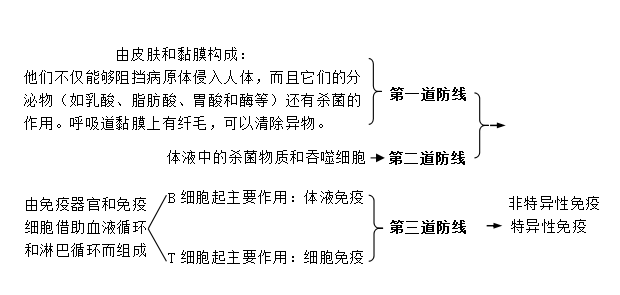 由皮肤和黏膜构成：
他们不仅能够阻挡病原体侵入人体，而且它们的分
泌物（如乳酸、脂肪酸、胃酸和酶等）还有杀菌的
作用。呼吸道黏膜上有纤毛，可以清除异物。
第一道防线
体液中的杀菌物质和吞噬细胞
第二道防线
由免疫器官和免疫
细胞借助血液循环
和淋巴循环而组成
B 细胞起主要作用：体液免疫
T 细胞起主要作用：细胞免疫
第三道防线
非特异性免疫
特异性免疫